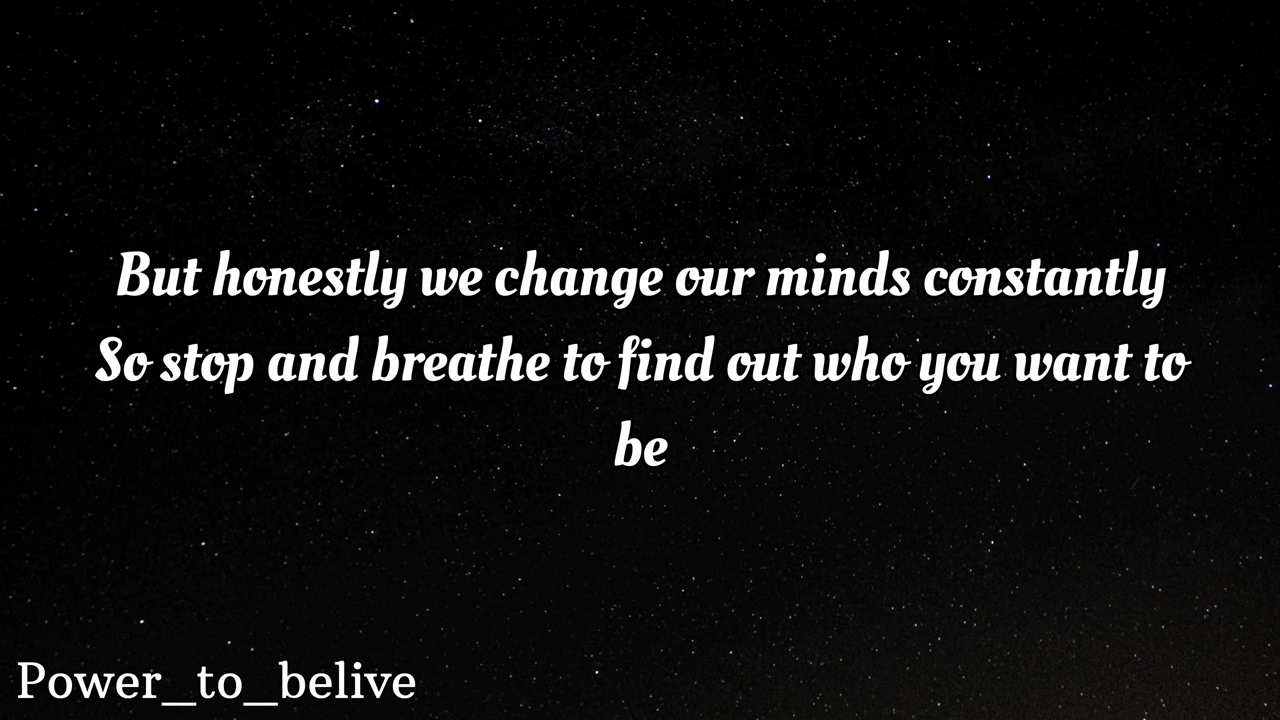 But honestly we change our minds constantly
So stop and breathe to find out who you want to
be
Power_to_belive